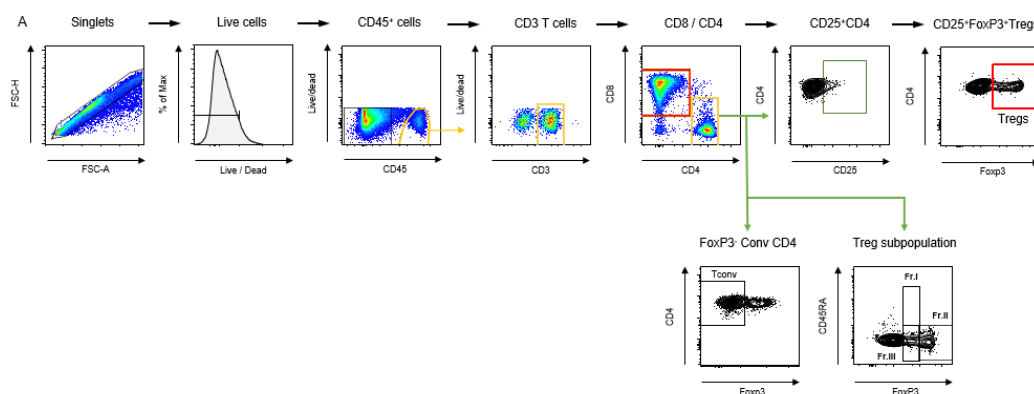 A
Singlets
Live cells
CD45⁺ cells
CD3 T cells
CD8 / CD4
CD25⁺CD4
CD25⁺FoxP3⁺Tregs
FSC-H
FSC-A
% of Max
Live / Dead
Live/dead
CD45
Live/dead
CD3
CD8
CD4
CD4
CD25
CD4
Tregs
Foxp3
FoxP3⁻ Conv CD4
Treg subpopulation
CD4
Tconv
Foxp3
CD45RA
Fr.I
Fr.II
Fr.III
FoxP3